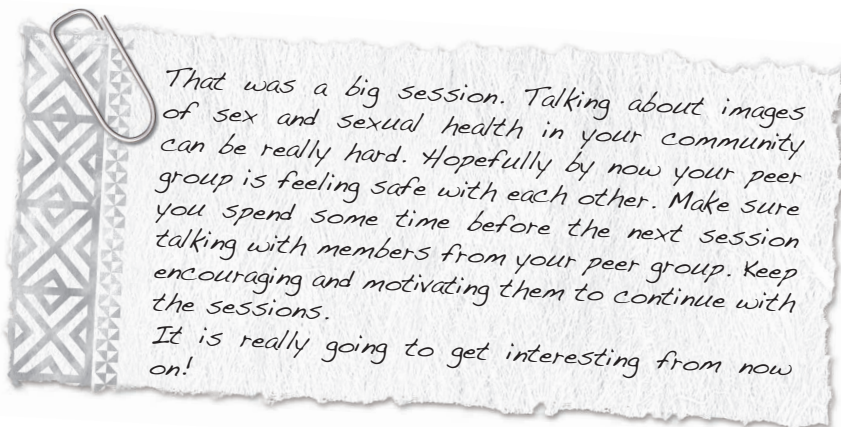 That was a big session. Talking about images
of sex and sexual health in your community
can be really hard. Hopefully by now your peer
group is feeling safe with each other. Make sure
you spend some time before the next session
talking with members from your peer group. Keep
encouraging and motivating them to continue with
the sessions.
It is really going to get interesting from now
on!